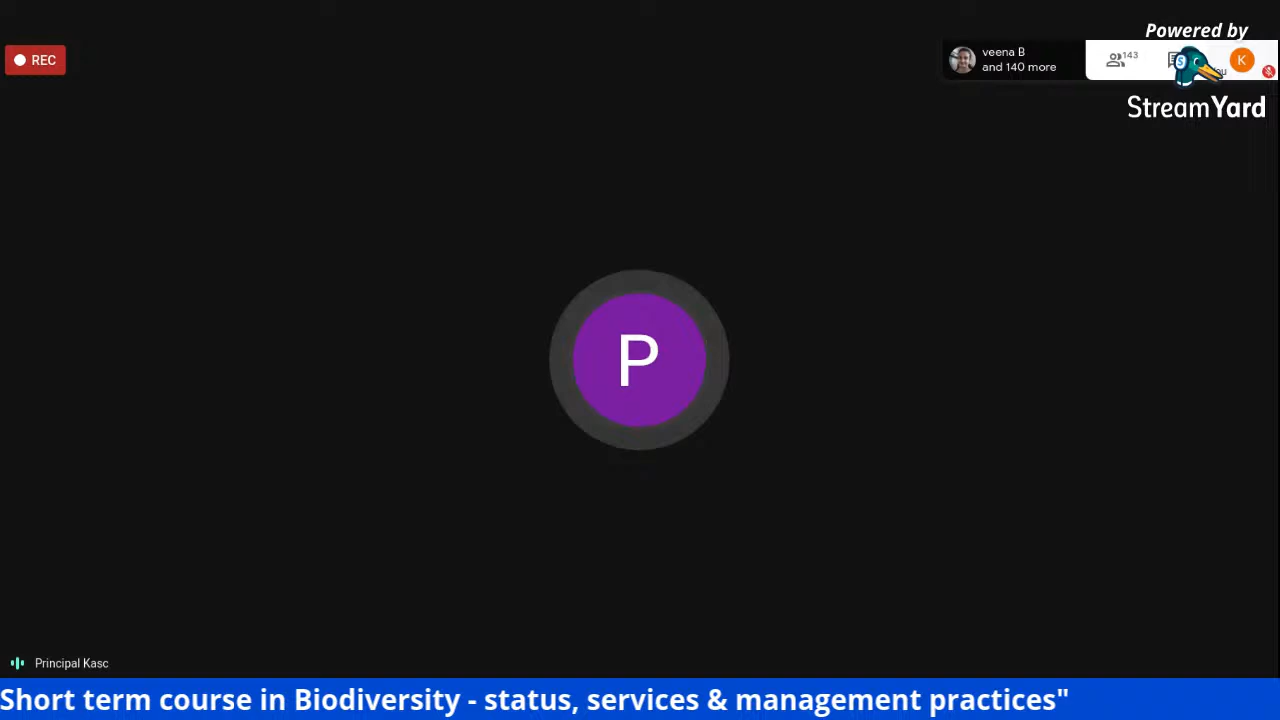 Powered by
REC
veena B
and 140 more
143
K
StreamYard
P
Principal Kasc
Short term course in Biodiversity - status, services & management practices"